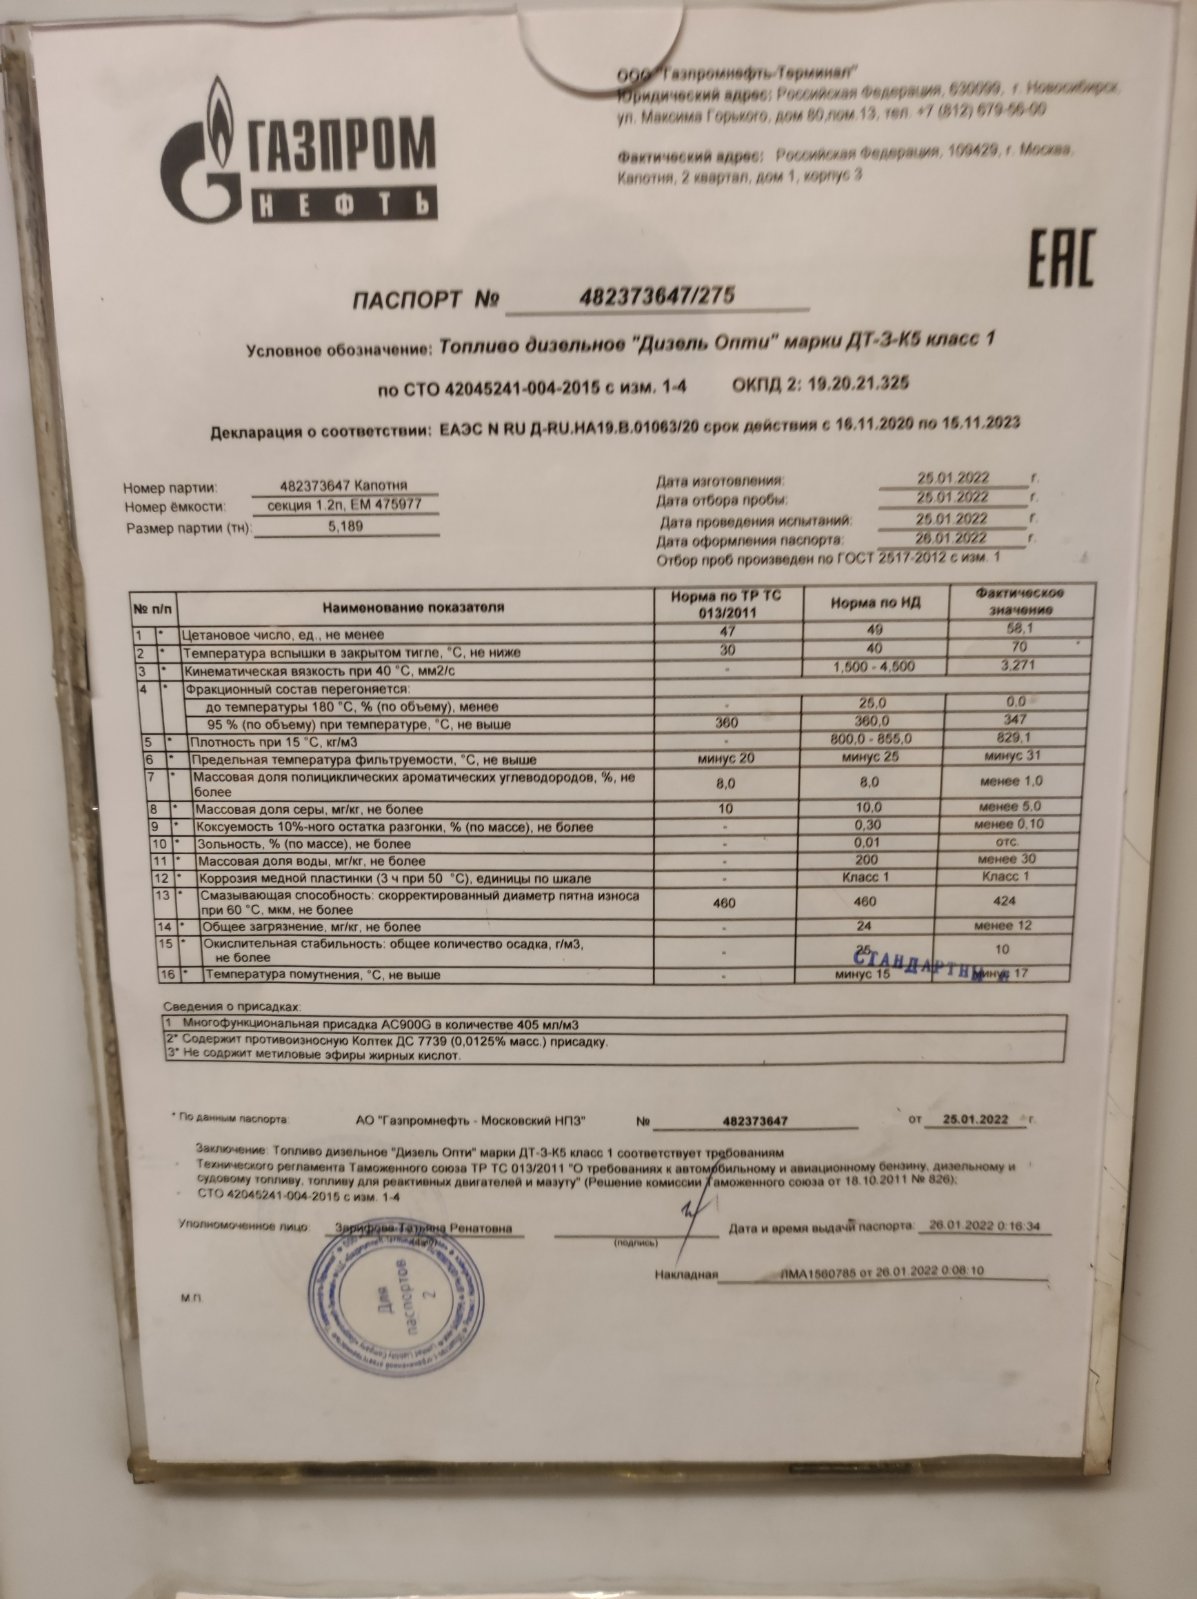 ГАЗПРОМ
НЕФТЬ
ООО "Газпромнефть-Терминал"
Юридический адрес: Российская Федерация, 630099, г. Новосибирск,
ул. Максима Горького, дом 80,пом.13, тел. +7 (812) 679-56-00
Фактический адрес: Российская Федерация, 109429, г. Москва,
Капотня, 2 квартал, дом 1, корпус 3
ЕАС
ПАСПОРТ № 482373647/275
Условное обозначение: Топливо дизельное "Дизель Опти" марки ДТ-З-К5 класс 1
по СТО 42045241-004-2015 с изм. 1-4 ОКПД 2: 19.20.21.325
Декларация о соответствии: ЕАЭС N RU Д-RU.НА19.В.01063/20 срок действия с 16.11.2020 по 15.11.2023
Номер партии: 482373647 Капотня
Номер ёмкости: секция 1.2п, ЕМ 475977
Размер партии (тн): 5,189
Дата изготовления: 25.01.2022 г.
Дата отбора пробы: 25.01.2022 г.
Дата проведения испытаний: 25.01.2022 г.
Дата оформления паспорта: 26.01.2022 г.
Отбор проб произведен по ГОСТ 2517-2012 с изм. 1
№ п/п Наименование показателя Норма по ТР ТС 013/2011 Норма по НД Фактическое значение
1 * Цетановое число, ед., не менее 47 49 58,1
2 * Температура вспышки в закрытом тигле, °С, не ниже 30 40 70
3 * Кинематическая вязкость при 40 °С, мм2/с - 1,500 - 4,500 3,271
4 * Фракционный состав перегоняется:
до температуры 180 °С, % (по объему), менее - 25,0 0,0
95 % (по объему) при температуре, °С, не выше 360 360,0 347
5 * Плотность при 15 °С, кг/м3 - 800,0 - 855,0 829,1
6 * Предельная температура фильтруемости, °С, не выше минус 20 минус 25 минус 31
7 * Массовая доля полициклических ароматических углеводородов, %, не более 8,0 8,0 менее 1,0
8 * Массовая доля серы, мг/кг, не более 10 10,0 менее 5,0
9 * Коксуемость 10%-ного остатка разгонки, % (по массе), не более - 0,30 менее 0,10
10 * Зольность, % (по массе), не более - 0,01 отс.
11 * Массовая доля воды, мг/кг, не более - 200 менее 30
12 * Коррозия медной пластинки (3 ч при 50 °С), единицы по шкале - Класс 1 Класс 1
13 * Смазывающая способность: скорректированный диаметр пятна износа при 60 °С, мкм, не более 460 460 424
14 * Общее загрязнение, мг/кг, не более - 24 менее 12
15 * Окислительная стабильность: общее количество осадка, г/м3, не более - 25 10
16 * Температура помутнения, °С, не выше - минус 15 минус 17
Сведения о присадках:
1 Многофункциональная присадка АС900G в количестве 405 мл/м3
2* Содержит противоизносную Колтек ДС 7739 (0,0125% масс.) присадку.
3* Не содржит метиловые эфиры жирных кислот.
* По данным паспорта: АО "Газпромнефть - Московский НПЗ" № 482373647 от 25.01.2022 г.
Заключение: Топливо дизельное "Дизель Опти" марки ДТ-З-К5 класс 1 соответствует требованиям
Технического регламента Таможенного союза ТР ТС 013/2011 "О требованиях к автомобильному и авиационному бензину, дизельному и
судовому топливу, топливу для реактивных двигателей и мазуту" (Решение комиссии Таможенного союза от 18.10.2011 № 826);
СТО 42045241-004-2015 с изм. 1-4
Уполномоченное лицо: Зарифова Татьяна Ренатовна
(подпись)
Дата и время выдачи паспорта: 26.01.2022 0:16:34
Накладная ЛМА1560785 от 26.01.2022 0:08:10
М.П.
Для
паспортов
2